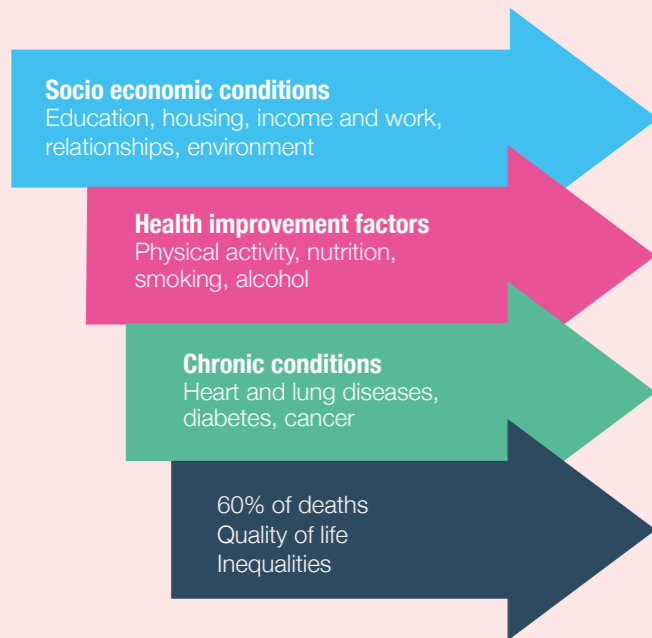 Socio economic conditions
Education, housing, income and work,
relationships, environment
Health improvement factors
Physical activity, nutrition,
smoking, alcohol
Chronic conditions
Heart and lung diseases,
diabetes, cancer
60% of deaths
Quality of life
Inequalities